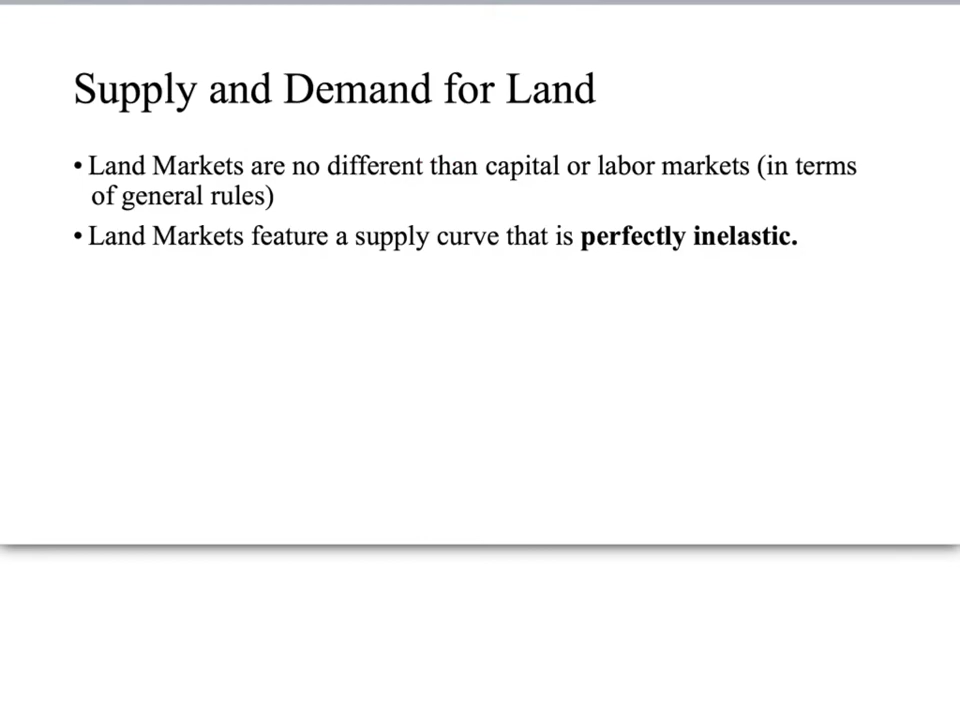 Supply and Demand for Land
• Land Markets are no different than capital or labor markets (in terms
of general rules)
• Land Markets feature a supply curve that is perfectly inelastic.